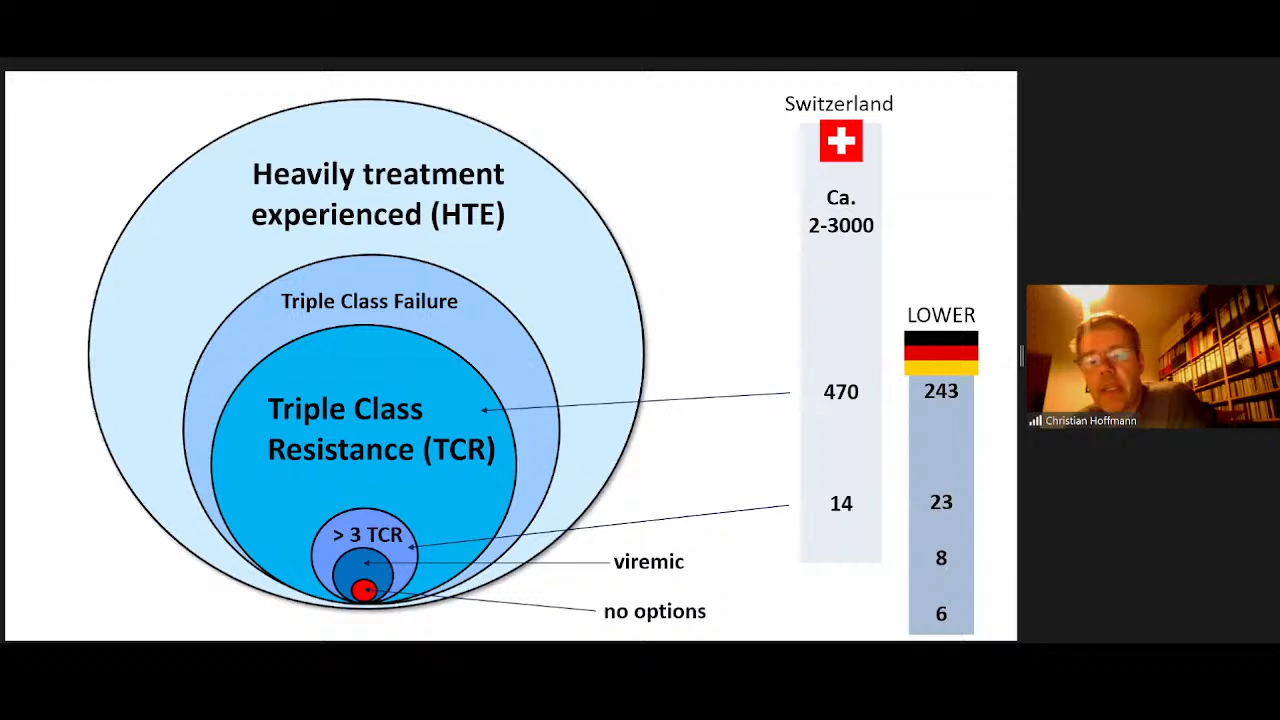 Switzerland
Heavily treatment
experienced (HTE)
Ca.
2-3000
Triple Class Failure
LOWER
470
243
Triple Class
Resistance (TCR)
14
23
> 3 TCR
viremic
8
no options
6
Christian Hoffmann